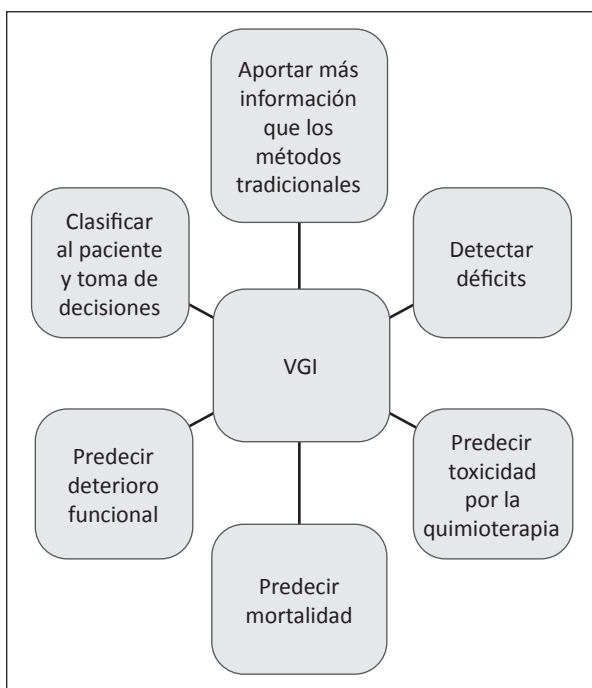 Aportar más
información
que los
métodos
tradicionales
Clasificar
al paciente
y toma de
decisiones
Detectar
déficits
VGI
Predecir
deterioro
funcional
Predecir
toxicidad
por la
quimioterapia
Predecir
mortalidad